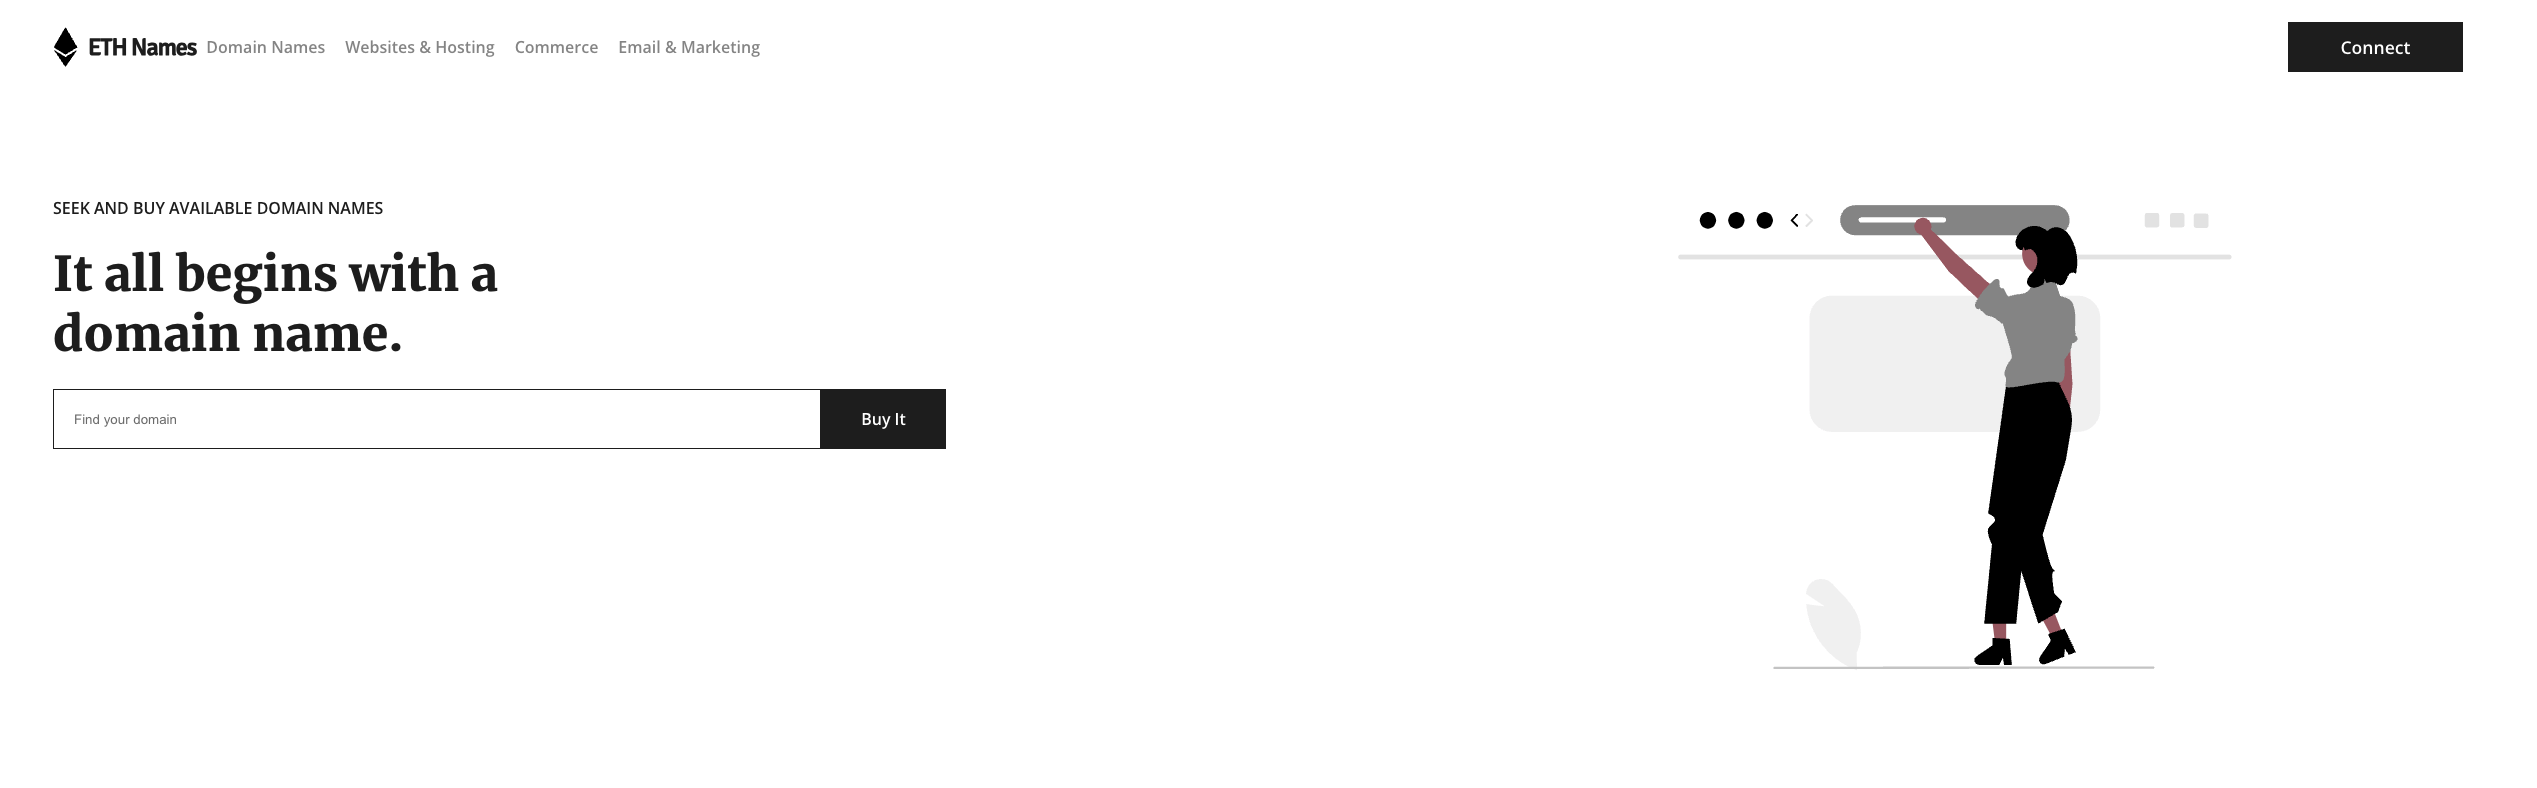 ETH Names Domain Names Websites & Hosting Commerce Email & Marketing Connect
SEEK AND BUY AVAILABLE DOMAIN NAMES
It all begins with a
domain name.
Find your domain Buy It